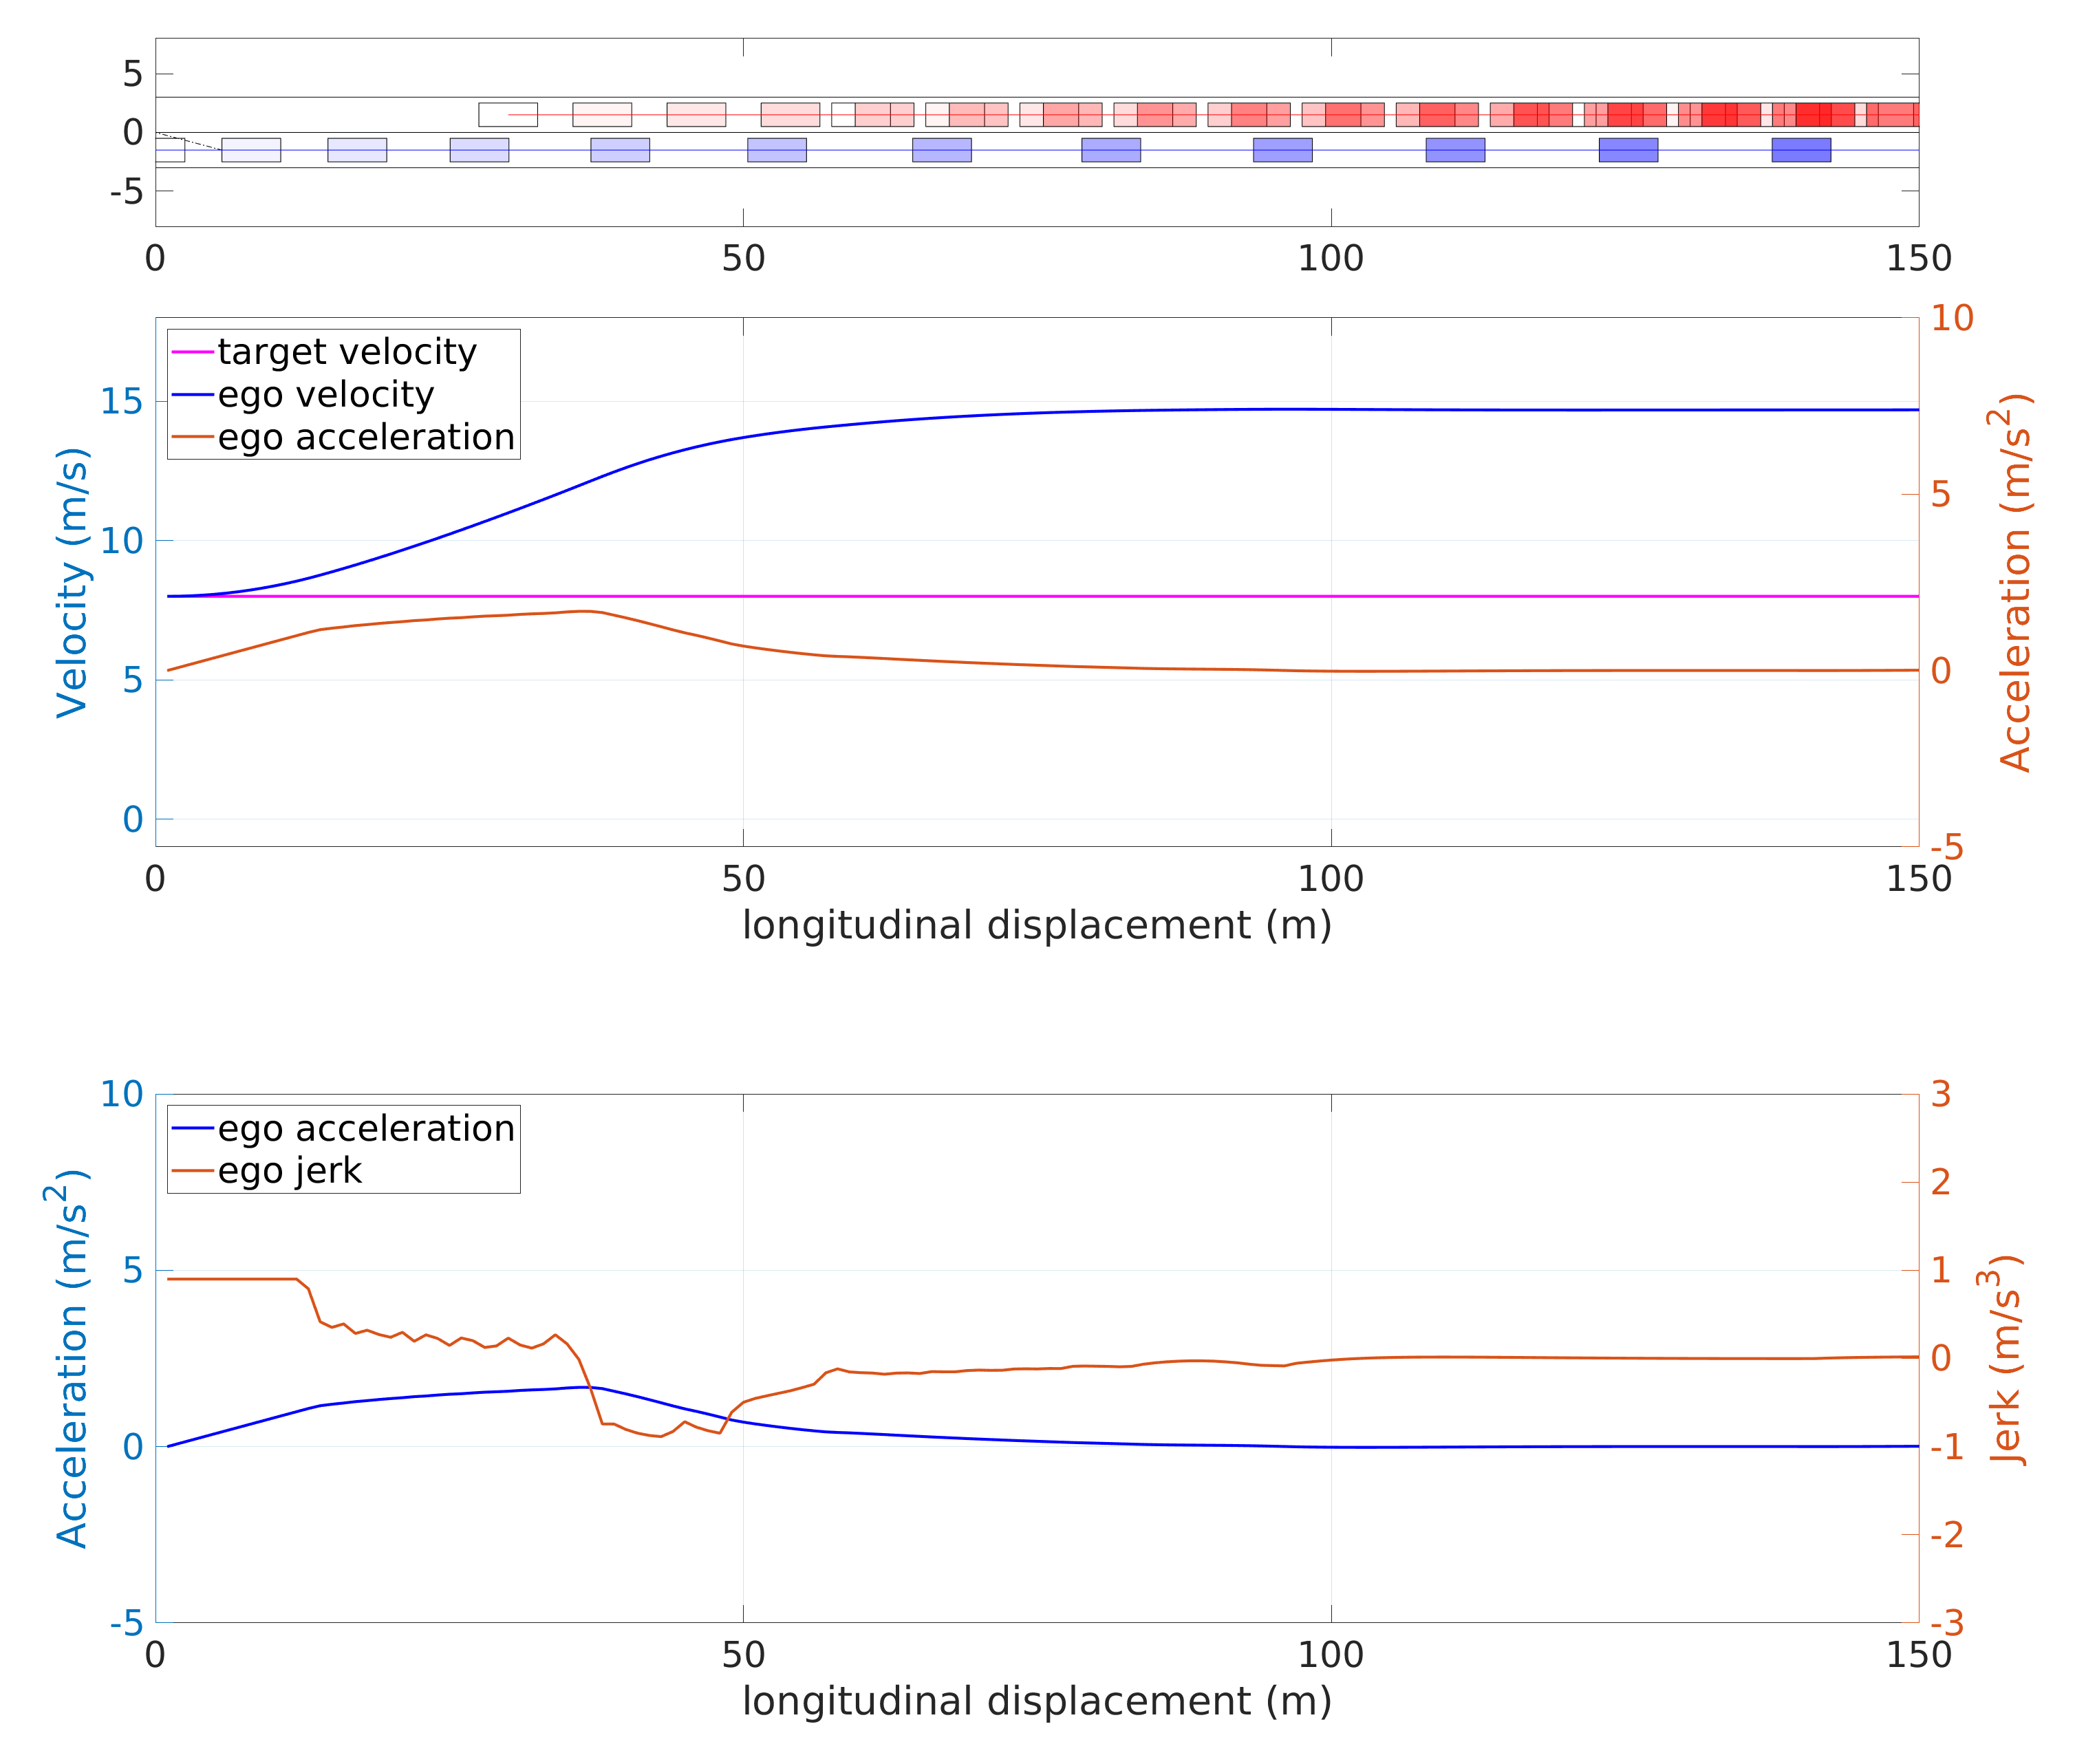 5
0
-5
0 50 100 150
target velocity
ego velocity
ego acceleration
15
10
5
0
Velocity (m/s)
10
5
0
-5
Acceleration (m/s²)
0 50 100 150
longitudinal displacement (m)
ego acceleration
ego jerk
10
5
0
-5
Acceleration (m/s²)
3
2
1
0
-1
-2
-3
Jerk (m/s³)
0 50 100 150
longitudinal displacement (m)